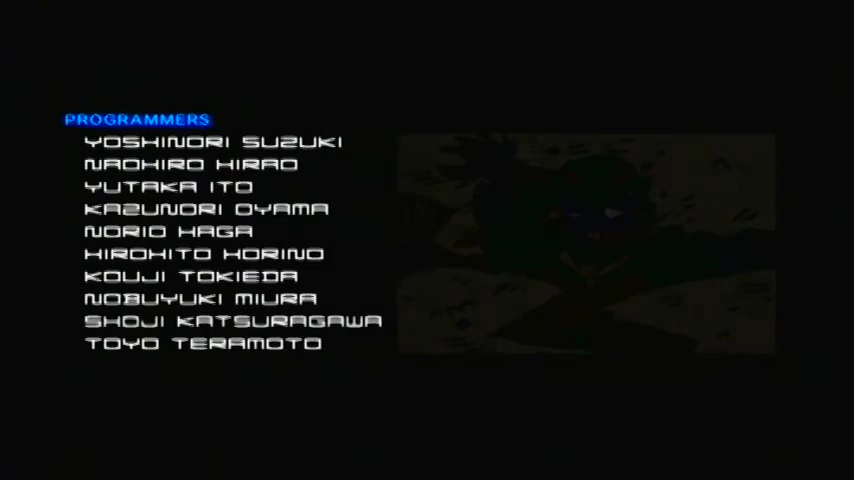 PROGRAMMERS
YOSHINORI SUZUKI
NAOHIRO HIRAO
YUTAKA ITO
KAZUNORI OYAMA
NORIO HAGA
HIROHITO HORINO
KOUJI TOKIEDA
NOBUYUKI MIURA
SHOJI KATSURAGAWA
TOYO TERAMOTO